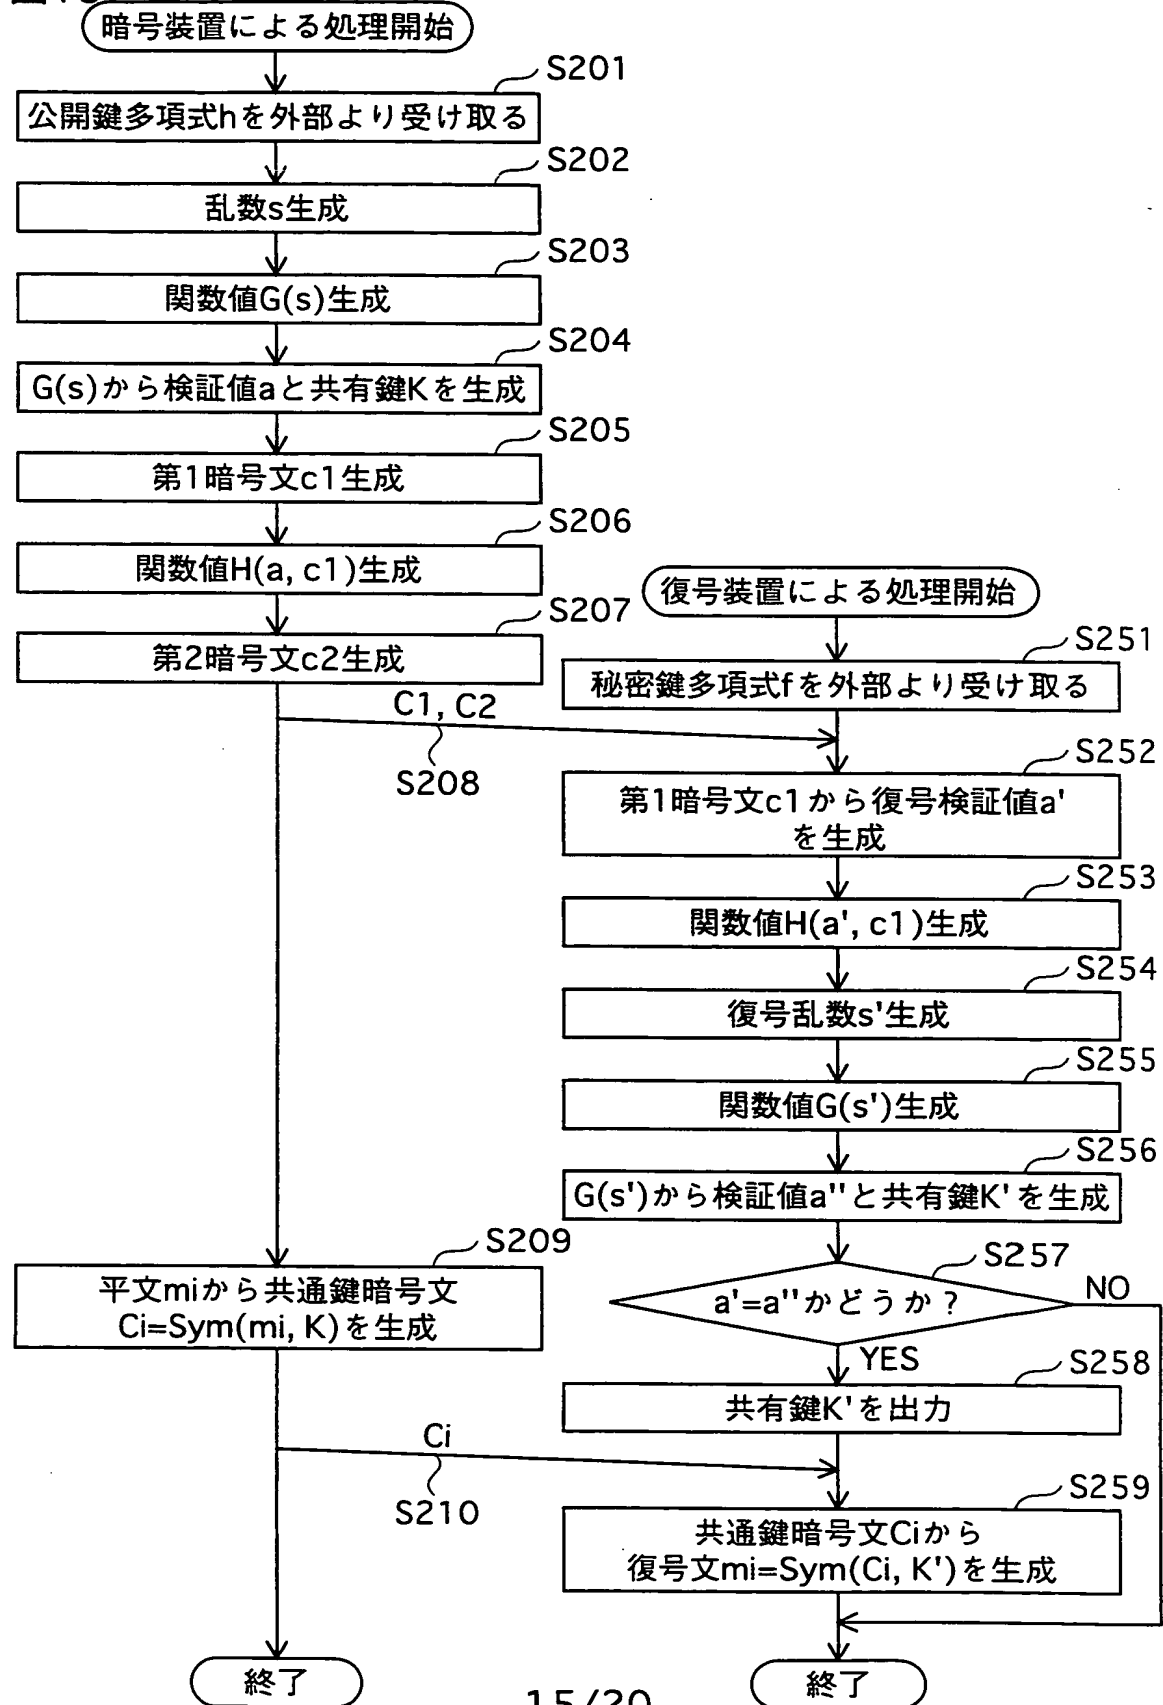 暗号装置による処理開始
S201
公開鍵多項式hを外部より受け取る
S202
乱数s生成
S203
関数値G(s)生成
S204
G(s)から検証値aと共有鍵Kを生成
S205
第1暗号文c1生成
S206
関数値H(a, c1)生成
S207
第2暗号文c2生成
C1, C2
S208
S209
平文miから共通鍵暗号文
Ci=Sym(mi, K)を生成
Ci
S210
終了
復号装置による処理開始
S251
秘密鍵多項式fを外部より受け取る
S252
第1暗号文c1から復号検証値a'
を生成
S253
関数値H(a', c1)生成
S254
復号乱数s'生成
S255
関数値G(s')生成
S256
G(s')から検証値a''と共有鍵K'を生成
S257
a'=a''かどうか?
NO
YES
S258
共有鍵K'を出力
S259
共通鍵暗号文Ciから
復号文mi=Sym(Ci, K')を生成
終了
15/20